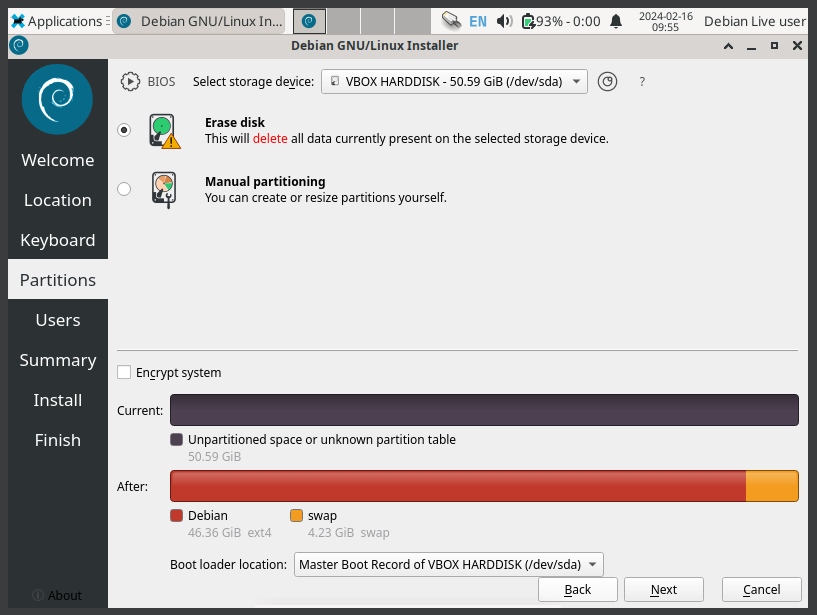 Applications
Debian GNU/Linux In...
EN
93% - 0:00
2024-02-16
09:55
Debian Live user
Debian GNU/Linux Installer
BIOS
Select storage device:
VBOX HARDDISK - 50.59 GiB (/dev/sda)
?
Erase disk
This will delete all data currently present on the selected storage device.
Manual partitioning
You can create or resize partitions yourself.
Welcome
Location
Keyboard
Partitions
Users
Summary
Install
Finish
About
Encrypt system
Current:
Unpartitioned space or unknown partition table
50.59 GiB
After:
Debian
46.36 GiB ext4
swap
4.23 GiB swap
Boot loader location:
Master Boot Record of VBOX HARDDISK (/dev/sda)
Back
Next
Cancel